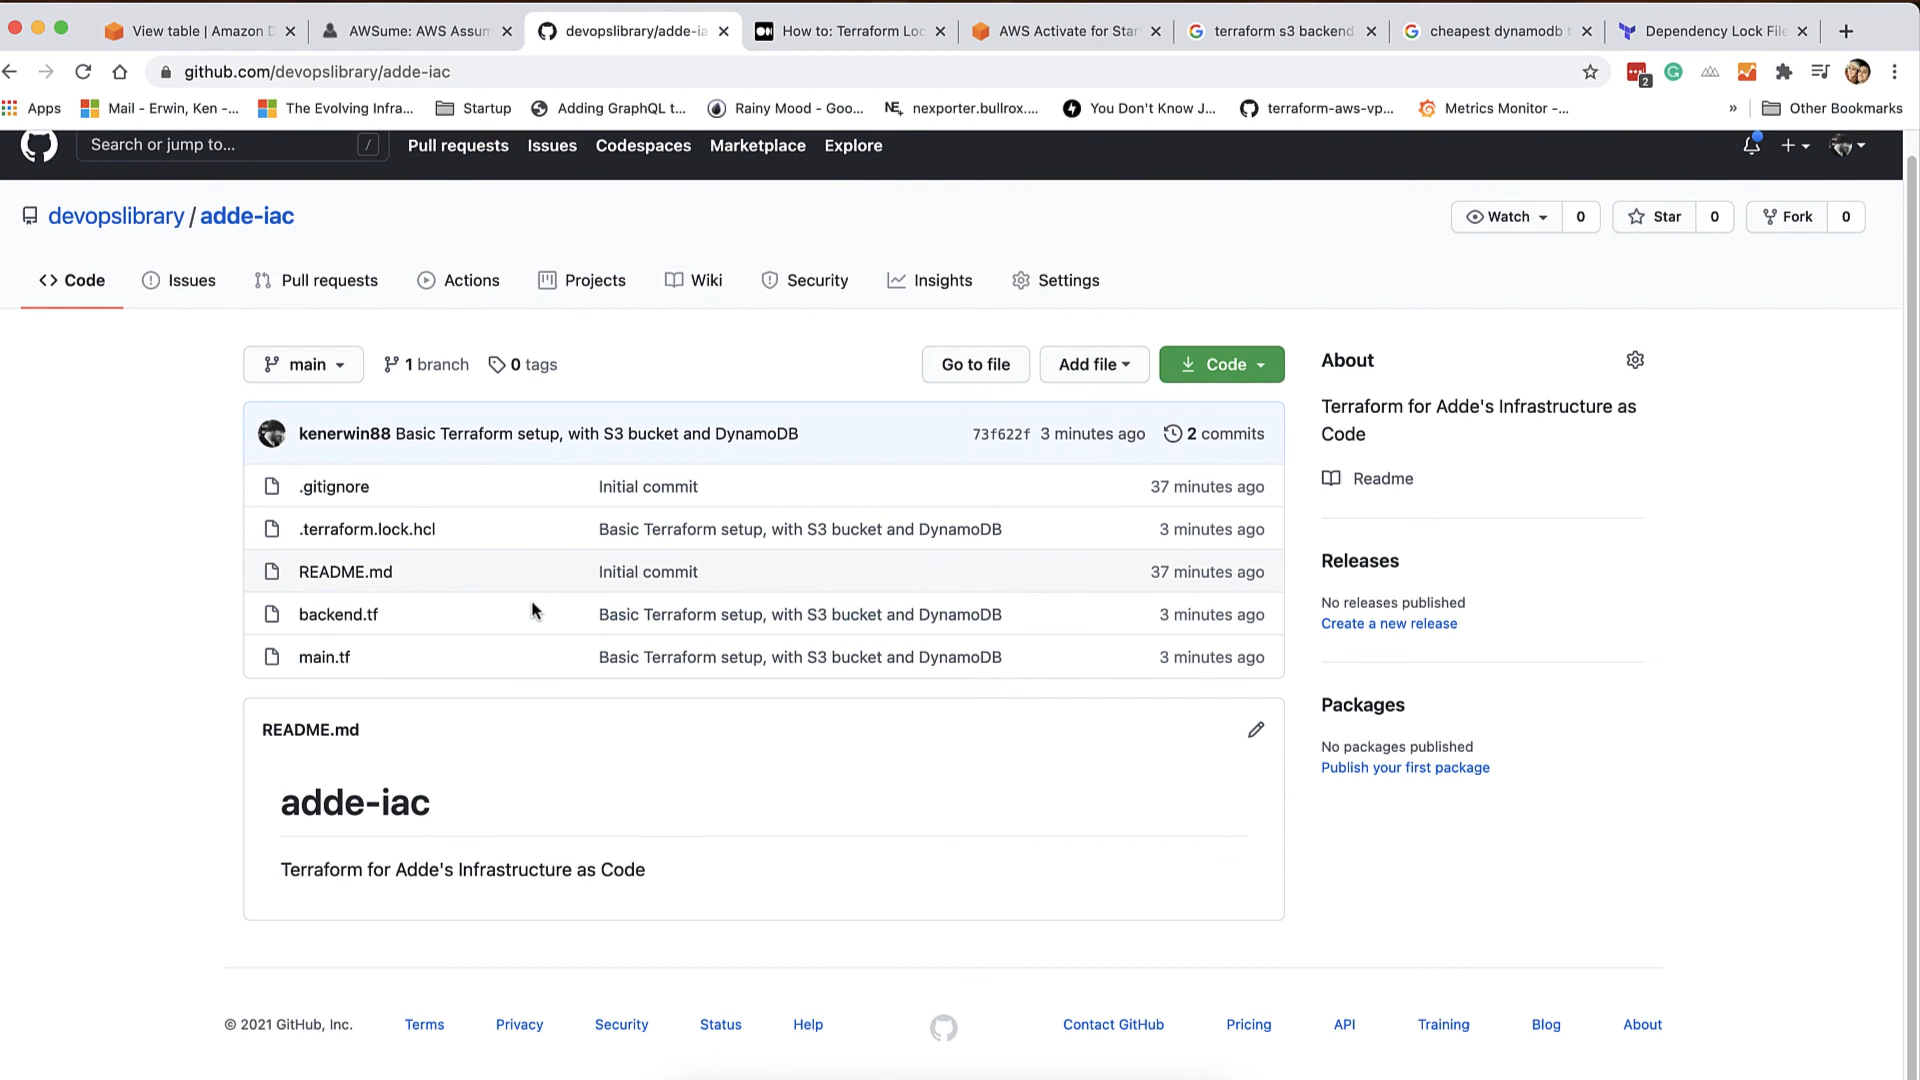 View table | Amazon D
AWSume: AWS Assum
devopslibrary/adde-ia
How to: Terraform Loc
AWS Activate for Star
terraform s3 backend
cheapest dynamodb t
Dependency Lock File
github.com/devopslibrary/adde-iac
2
Apps
Mail - Erwin, Ken -...
The Evolving Infra...
Startup
Adding GraphQL t...
Rainy Mood - Goo...
NE. nexporter.bullrox....
You Don't Know J...
terraform-aws-vp...
Metrics Monitor -...
»
Other Bookmarks
Search or jump to...
/
Pull requests
Issues
Codespaces
Marketplace
Explore
devopslibrary / adde-iac
Watch 0
Star 0
Fork 0
Code
Issues
Pull requests
Actions
Projects
Wiki
Security
Insights
Settings
main
1 branch
0 tags
Go to file
Add file
Code
About
Terraform for Adde's Infrastructure as
Code
Readme
kenerwin88 Basic Terraform setup, with S3 bucket and DynamoDB 73f622f 3 minutes ago 2 commits
.gitignore Initial commit 37 minutes ago
.terraform.lock.hcl Basic Terraform setup, with S3 bucket and DynamoDB 3 minutes ago
README.md Initial commit 37 minutes ago
backend.tf Basic Terraform setup, with S3 bucket and DynamoDB 3 minutes ago
main.tf Basic Terraform setup, with S3 bucket and DynamoDB 3 minutes ago
Releases
No releases published
Create a new release
Packages
No packages published
Publish your first package
README.md
adde-iac
Terraform for Adde's Infrastructure as Code
© 2021 GitHub, Inc.
Terms
Privacy
Security
Status
Help
Contact GitHub
Pricing
API
Training
Blog
About